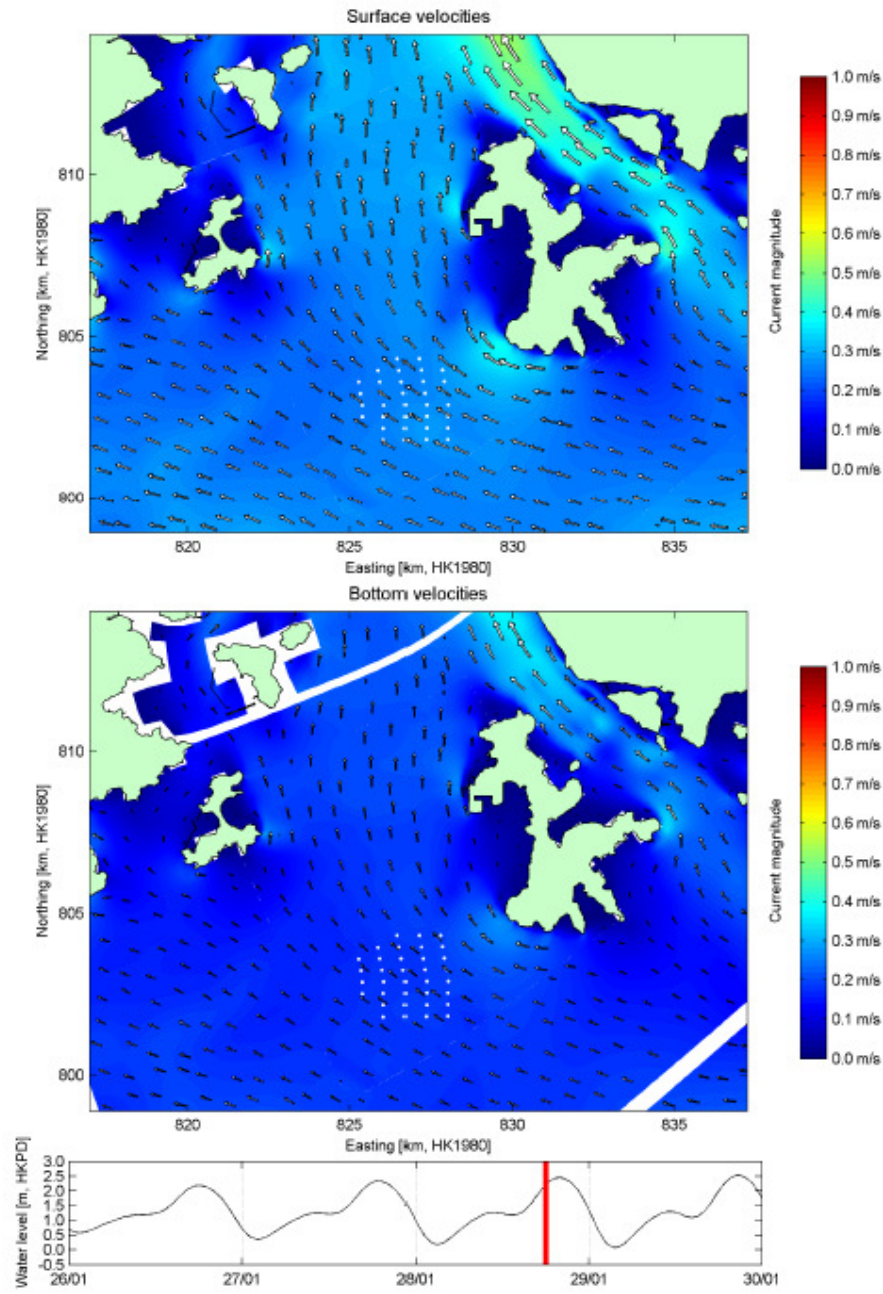 Surface velocities
1.0 m/s
0.9 m/s
0.8 m/s
0.7 m/s
0.6 m/s
0.5 m/s
0.4 m/s
0.3 m/s
0.2 m/s
0.1 m/s
0.0 m/s
Current magnitude
Northing [km, HK1980]
810
805
800
820 825 830 835
Easting [km, HK1980]
Bottom velocities
1.0 m/s
0.9 m/s
0.8 m/s
0.7 m/s
0.6 m/s
0.5 m/s
0.4 m/s
0.3 m/s
0.2 m/s
0.1 m/s
0.0 m/s
Current magnitude
Northing [km, HK1980]
810
805
800
820 825 830 835
Easting [km, HK1980]
Water level [m, HKPD]
3.0
2.5
2.0
1.5
1.0
0.5
0.0
-0.5
26/01 27/01 28/01 29/01 30/01